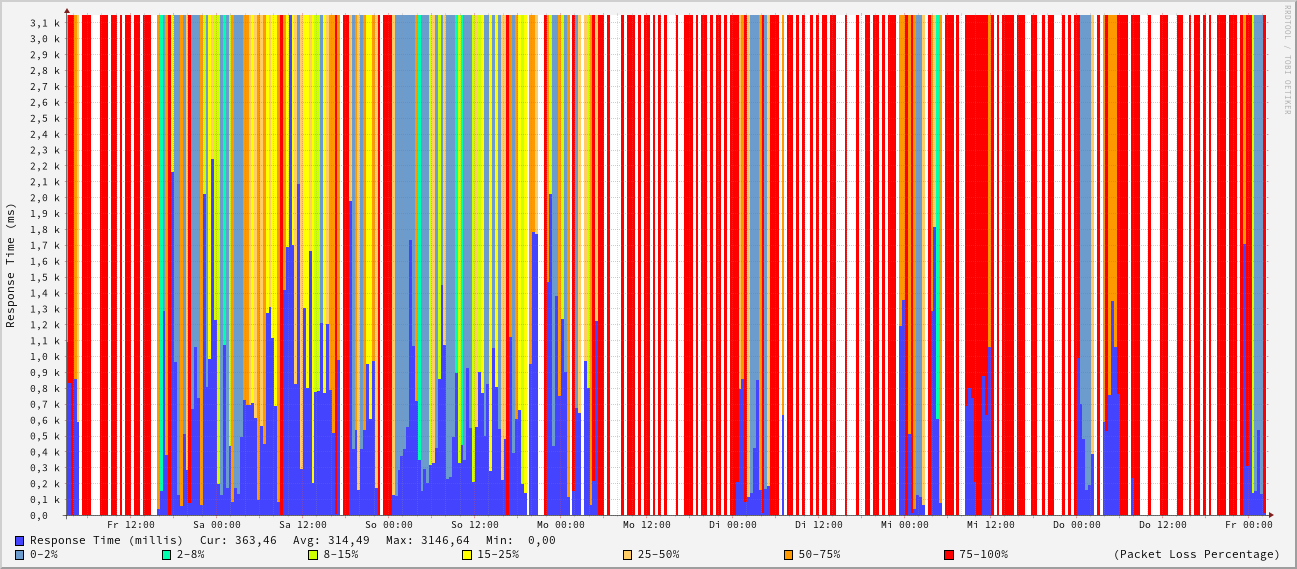 RRDTOOL / TOBI OETIKER
Response Time (ms)
3,1 k
3,0 k
2,9 k
2,8 k
2,7 k
2,6 k
2,5 k
2,4 k
2,3 k
2,2 k
2,1 k
2,0 k
1,9 k
1,8 k
1,7 k
1,6 k
1,5 k
1,4 k
1,3 k
1,2 k
1,1 k
1,0 k
0,9 k
0,8 k
0,7 k
0,6 k
0,5 k
0,4 k
0,3 k
0,2 k
0,1 k
0,0
Fr 12:00 Sa 00:00 Sa 12:00 So 00:00 So 12:00 Mo 00:00 Mo 12:00 Di 00:00 Di 12:00 Mi 00:00 Mi 12:00 Do 00:00 Do 12:00 Fr 00:00
Response Time (millis) Cur: 363,46 Avg: 314,49 Max: 3146,64 Min: 0,00
0-2% 2-8% 8-15% 15-25% 25-50% 50-75% 75-100% (Packet Loss Percentage)